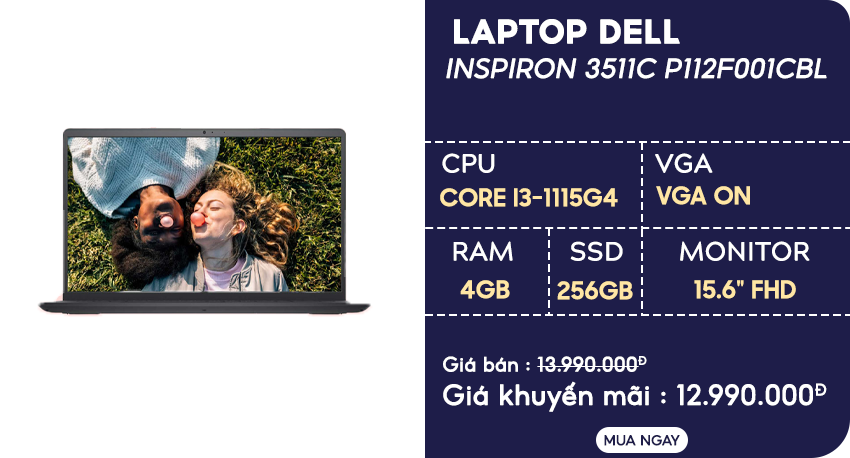 LAPTOP DELL
INSPIRON 3511C P112F001CBL
CPU
CORE I3-1115G4
VGA
VGA ON
RAM
4GB
SSD
256GB
MONITOR
15.6" FHD
Giá bán : 13.990.000Đ
Giá khuyến mãi : 12.990.000Đ
MUA NGAY